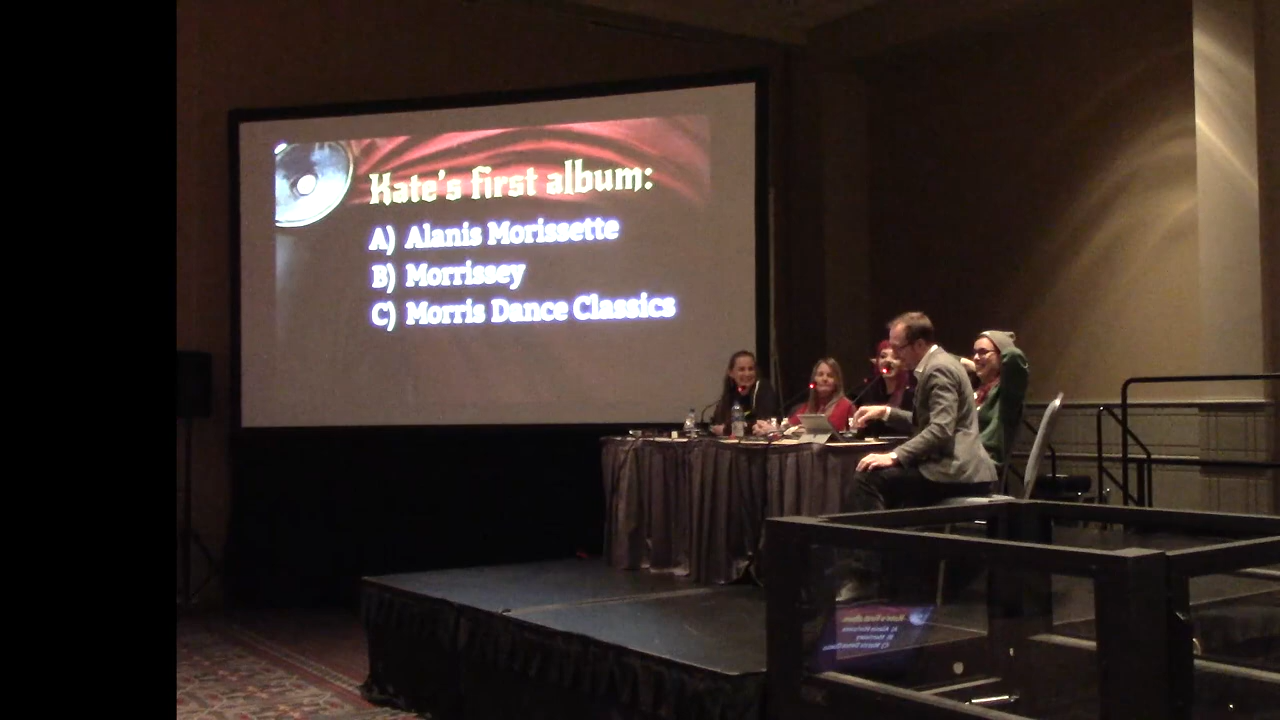 Kate's first album:
A) Alanis Morissette
B) Morrissey
C) Morris Dance Classics